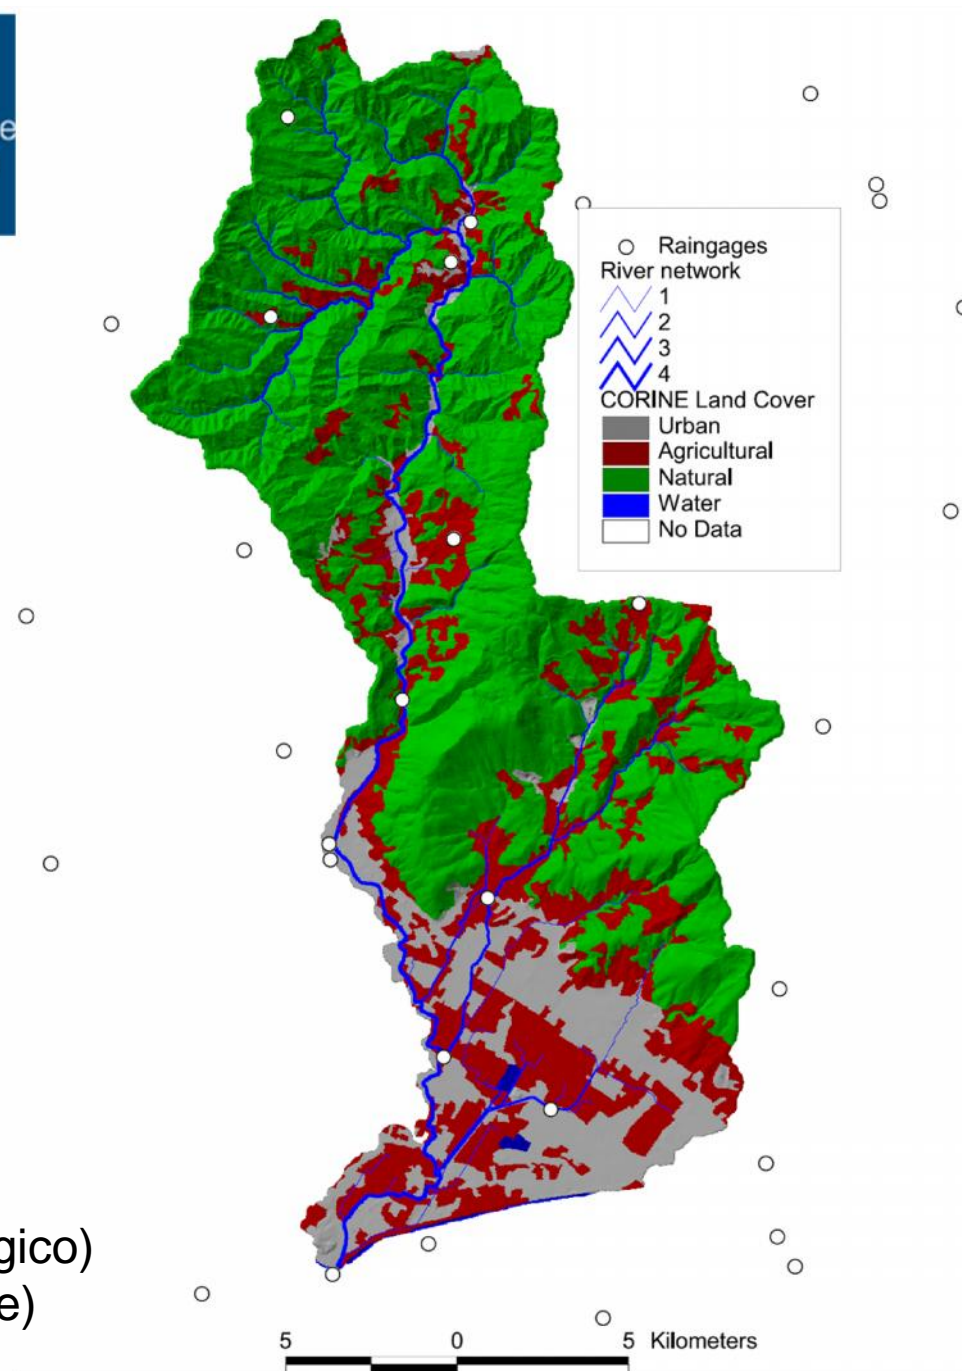 e
Raingages
River network
1
2
3
4
CORINE Land Cover
Urban
Agricultural
Natural
Water
No Data
gico)
e)
5 0 5 Kilometers